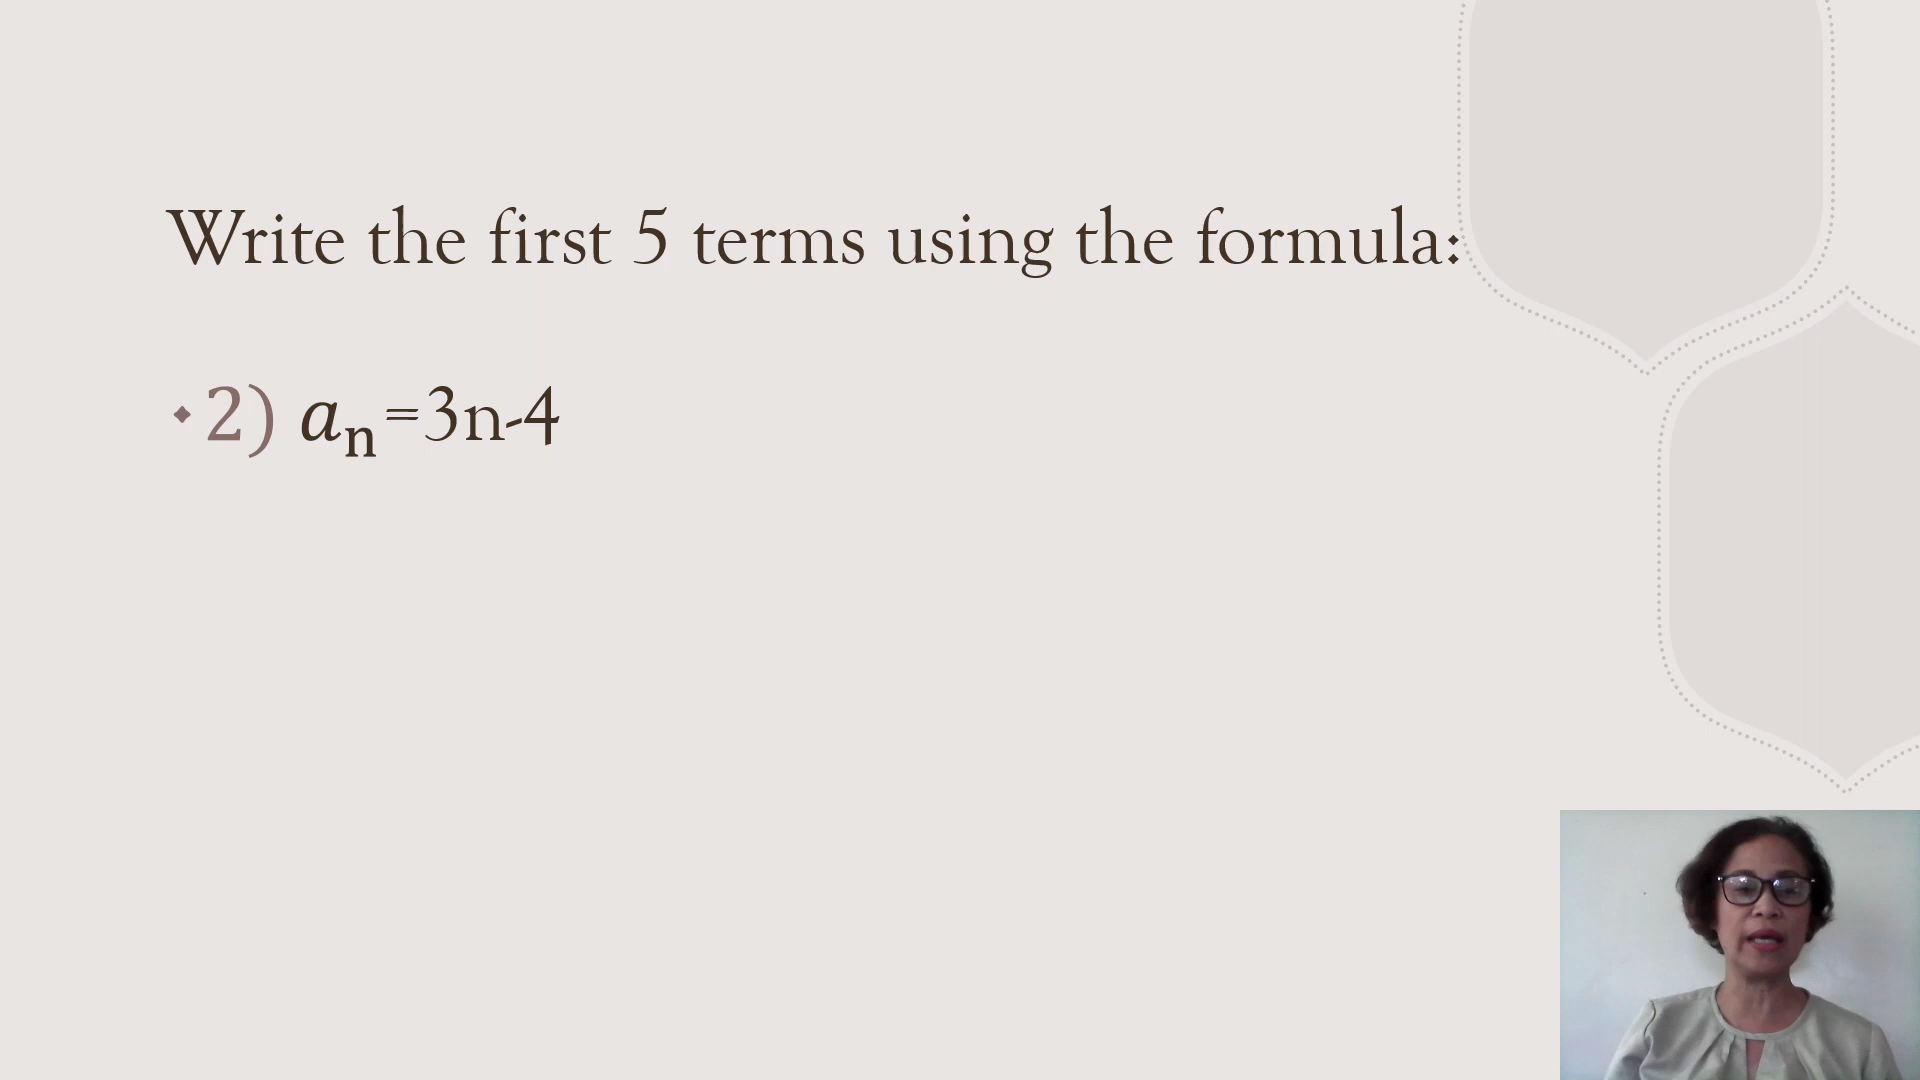 Write the first 5 terms using the formula:
2) aₙ=3n-4